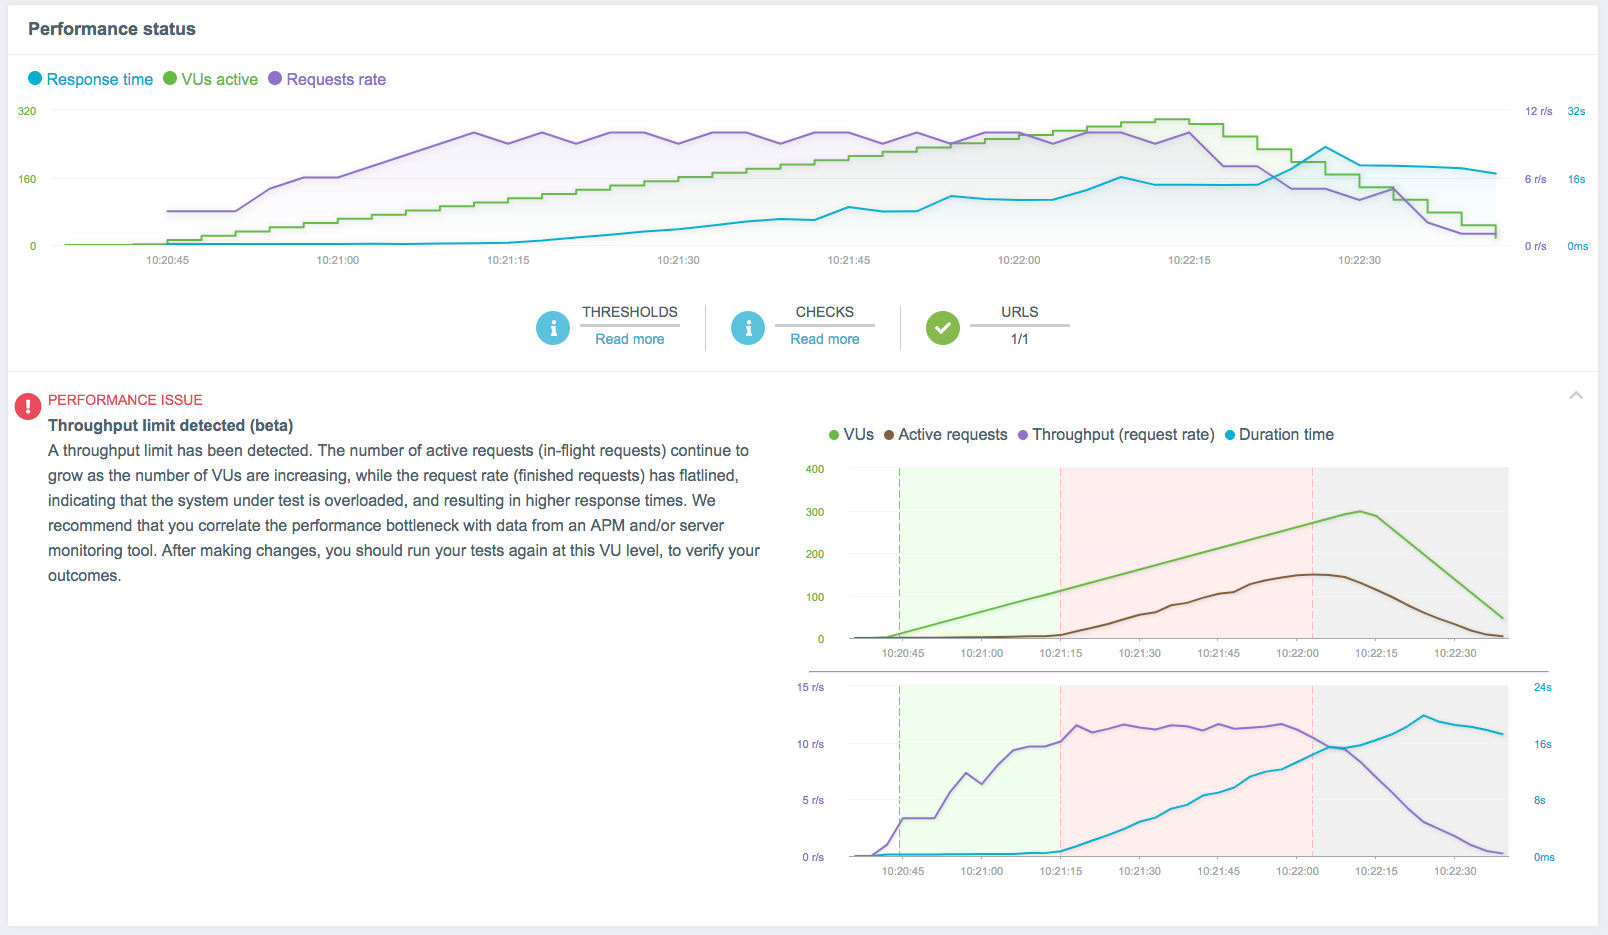 Performance status
Response time VUs active Requests rate
320 12 r/s 32s
160 6 r/s 16s
0 0 r/s 0ms
10:20:45 10:21:00 10:21:15 10:21:30 10:21:45 10:22:00 10:22:15 10:22:30
THRESHOLDS CHECKS URLS
Read more Read more 1/1
PERFORMANCE ISSUE
Throughput limit detected (beta)
A throughput limit has been detected. The number of active requests (in-flight requests) continue to
grow as the number of VUs are increasing, while the request rate (finished requests) has flatlined,
indicating that the system under test is overloaded, and resulting in higher response times. We
recommend that you correlate the performance bottleneck with data from an APM and/or server
monitoring tool. After making changes, you should run your tests again at this VU level, to verify your
outcomes.
VUs Active requests Throughput (request rate) Duration time
400
300
200
100
0
10:20:45 10:21:00 10:21:15 10:21:30 10:21:45 10:22:00 10:22:15 10:22:30
15 r/s 24s
10 r/s 16s
5 r/s 8s
0 r/s 0ms
10:20:45 10:21:00 10:21:15 10:21:30 10:21:45 10:22:00 10:22:15 10:22:30